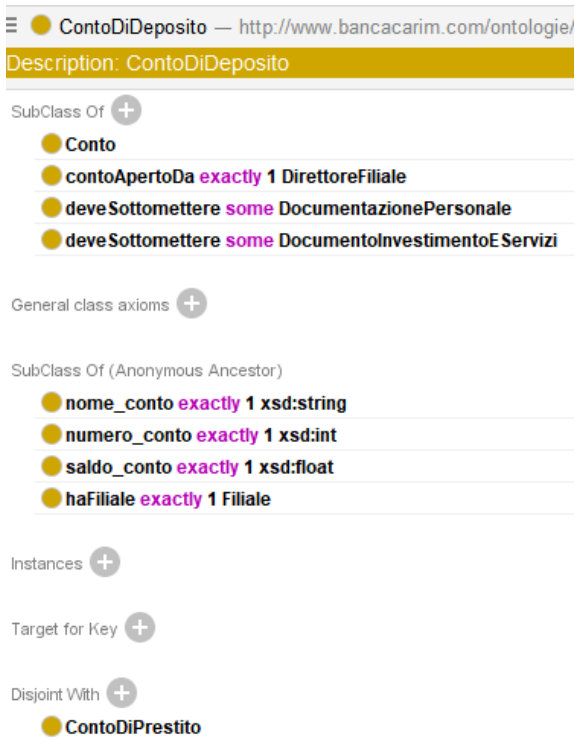 ContoDiDeposito — http://www.bancacarim.com/ontologie/
Description: ContoDiDeposito
SubClass Of
Conto
contoApertoDa exactly 1 DirettoreFiliale
deveSottomettere some DocumentazionePersonale
deveSottomettere some DocumentoInvestimentoEServizi
General class axioms
SubClass Of (Anonymous Ancestor)
nome_conto exactly 1 xsd:string
numero_conto exactly 1 xsd:int
saldo_conto exactly 1 xsd:float
haFiliale exactly 1 Filiale
Instances
Target for Key
Disjoint With
ContoDiPrestito